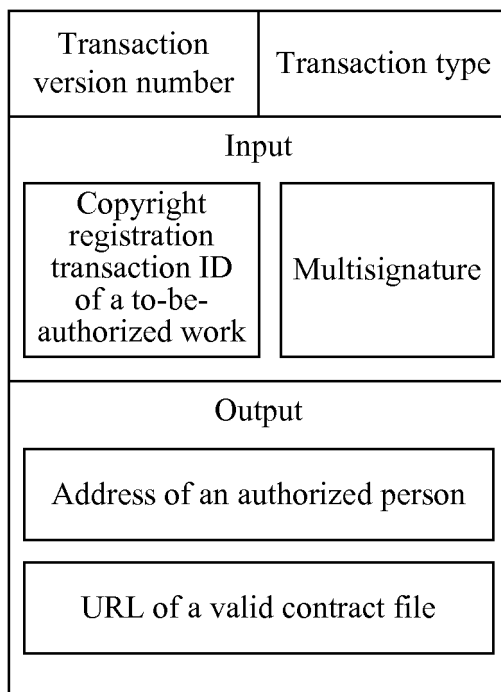 Transaction
version number
Transaction type
Input
Copyright
registration
transaction ID
of a to-be-
authorized work
Multisignature
Output
Address of an authorized person
URL of a valid contract file